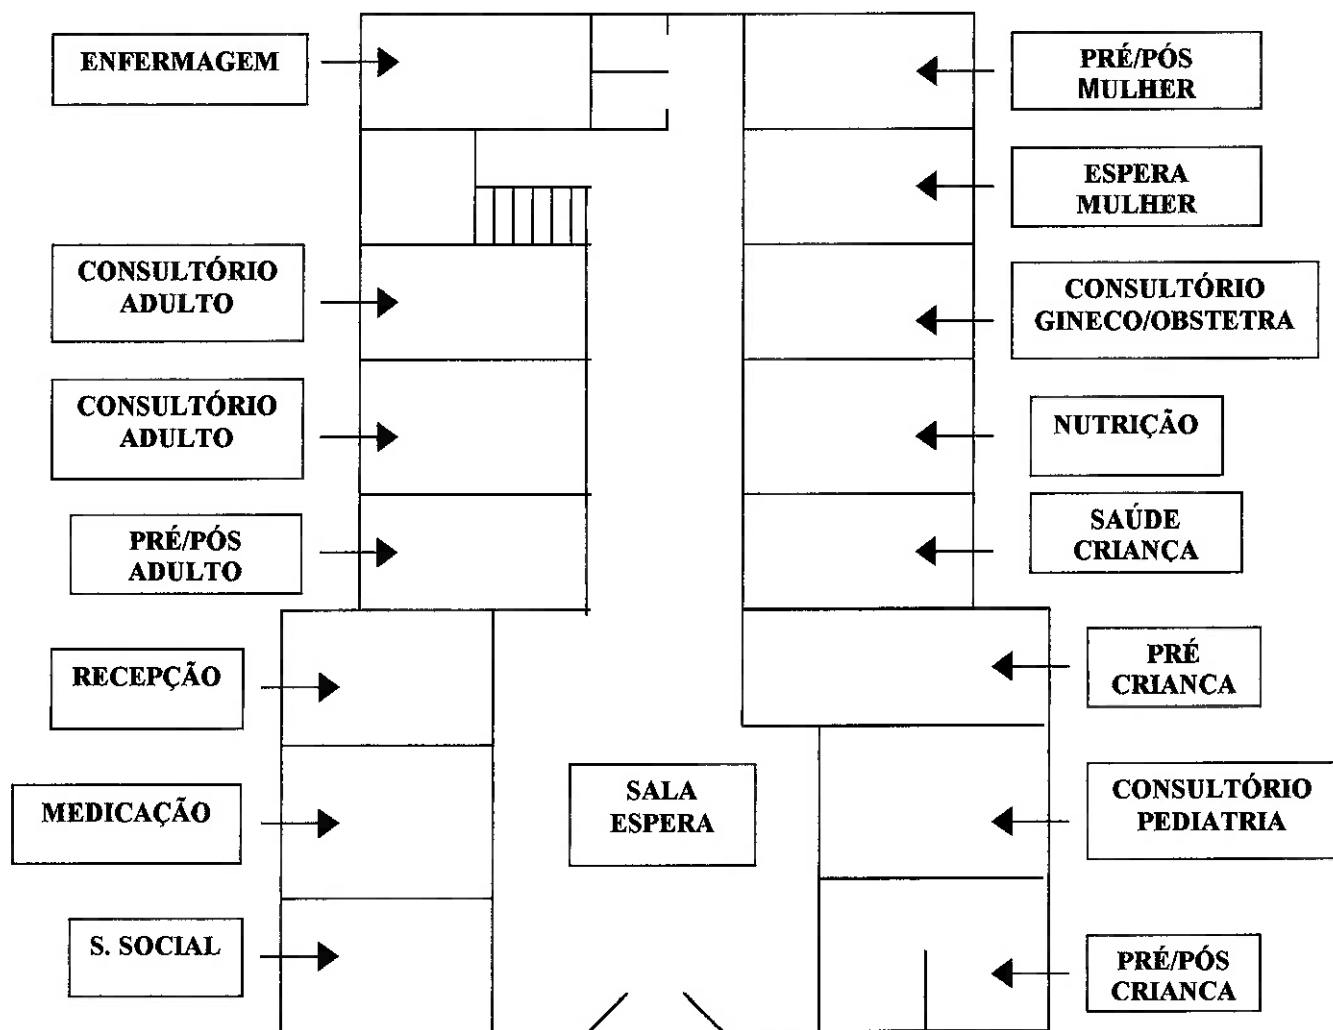 ENFERMAGEM
CONSULTÓRIO
ADULTO
CONSULTÓRIO
ADULTO
PRÉ/PÓS
ADULTO
RECEPÇÃO
MEDICAÇÃO
S. SOCIAL
SALA
ESPERA
PRÉ/PÓS
MULHER
ESPERA
MULHER
CONSULTÓRIO
GINECO/OBSTETRA
NUTRIÇÃO
SAÚDE
CRIANÇA
PRÉ
CRIANCA
CONSULTÓRIO
PEDIATRIA
PRÉ/PÓS
CRIANCA